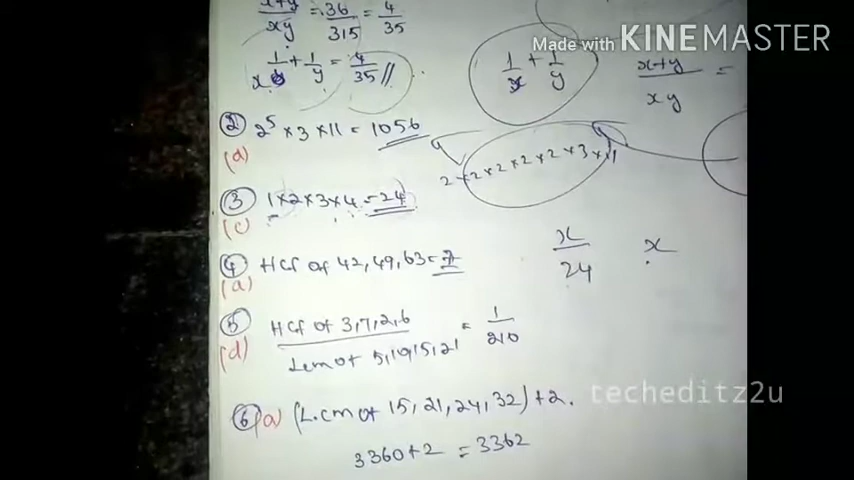 x+y/xy = 36/315 = 4/35
1/x + 1/y = 4/35 //
1/x + 1/y
x+y/xy =
Made with KINEMASTER
② 2⁵ × 3 × 11 = 1056
(d)
2×2×2×2×2×3×11
③ 1×2×3×4 = 24
(c)
④ HCF of 42,49,63 = 7
(a)
x/24 x
⑤ HCF of 3,7,2,6 / Lcm of 5,10,15,21 = 1/210
(d)
⑥ (a) (L.cm of 15, 21, 24, 32) + 2.
3360+2 = 3362
techeditz2u